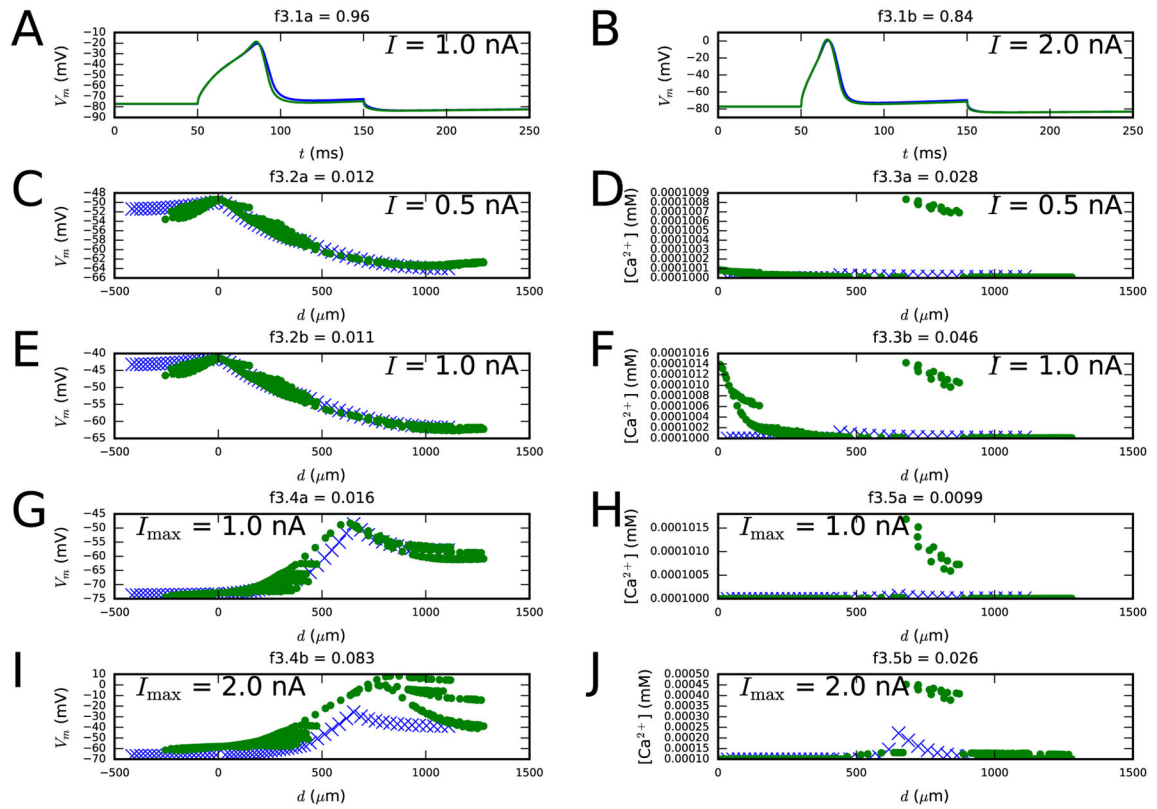 A
f3.1a = 0.96
I = 1.0 nA
V_m (mV)
−10
−20
−30
−40
−50
−60
−70
−80
−90
0 50 100 150 200 250
t (ms)
B
f3.1b = 0.84
I = 2.0 nA
V_m (mV)
0
−20
−40
−60
−80
0 50 100 150 200 250
t (ms)
C
f3.2a = 0.012
I = 0.5 nA
V_m (mV)
−48
−50
−52
−54
−56
−58
−60
−62
−64
−66
−500 0 500 1000 1500
d (μm)
D
f3.3a = 0.028
I = 0.5 nA
[Ca²⁺] (mM)
0.0001009
0.0001008
0.0001007
0.0001006
0.0001005
0.0001004
0.0001003
0.0001002
0.0001001
0.0001000
0 500 1000 1500
d (μm)
E
f3.2b = 0.011
I = 1.0 nA
V_m (mV)
−40
−45
−50
−55
−60
−65
−500 0 500 1000 1500
d (μm)
F
f3.3b = 0.046
I = 1.0 nA
[Ca²⁺] (mM)
0.0001016
0.0001014
0.0001012
0.0001010
0.0001008
0.0001006
0.0001004
0.0001002
0.0001000
0 500 1000 1500
d (μm)
G
f3.4a = 0.016
I_max = 1.0 nA
V_m (mV)
−45
−50
−55
−60
−65
−70
−75
−500 0 500 1000 1500
d (μm)
H
f3.5a = 0.0099
I_max = 1.0 nA
[Ca²⁺] (mM)
0.0001015
0.0001010
0.0001005
0.0001000
0 500 1000 1500
d (μm)
I
f3.4b = 0.083
I_max = 2.0 nA
V_m (mV)
10
0
−10
−20
−30
−40
−50
−60
−70
−500 0 500 1000 1500
d (μm)
J
f3.5b = 0.026
I_max = 2.0 nA
[Ca²⁺] (mM)
0.00050
0.00045
0.00040
0.00035
0.00030
0.00025
0.00020
0.00015
0.00010
0 500 1000 1500
d (μm)